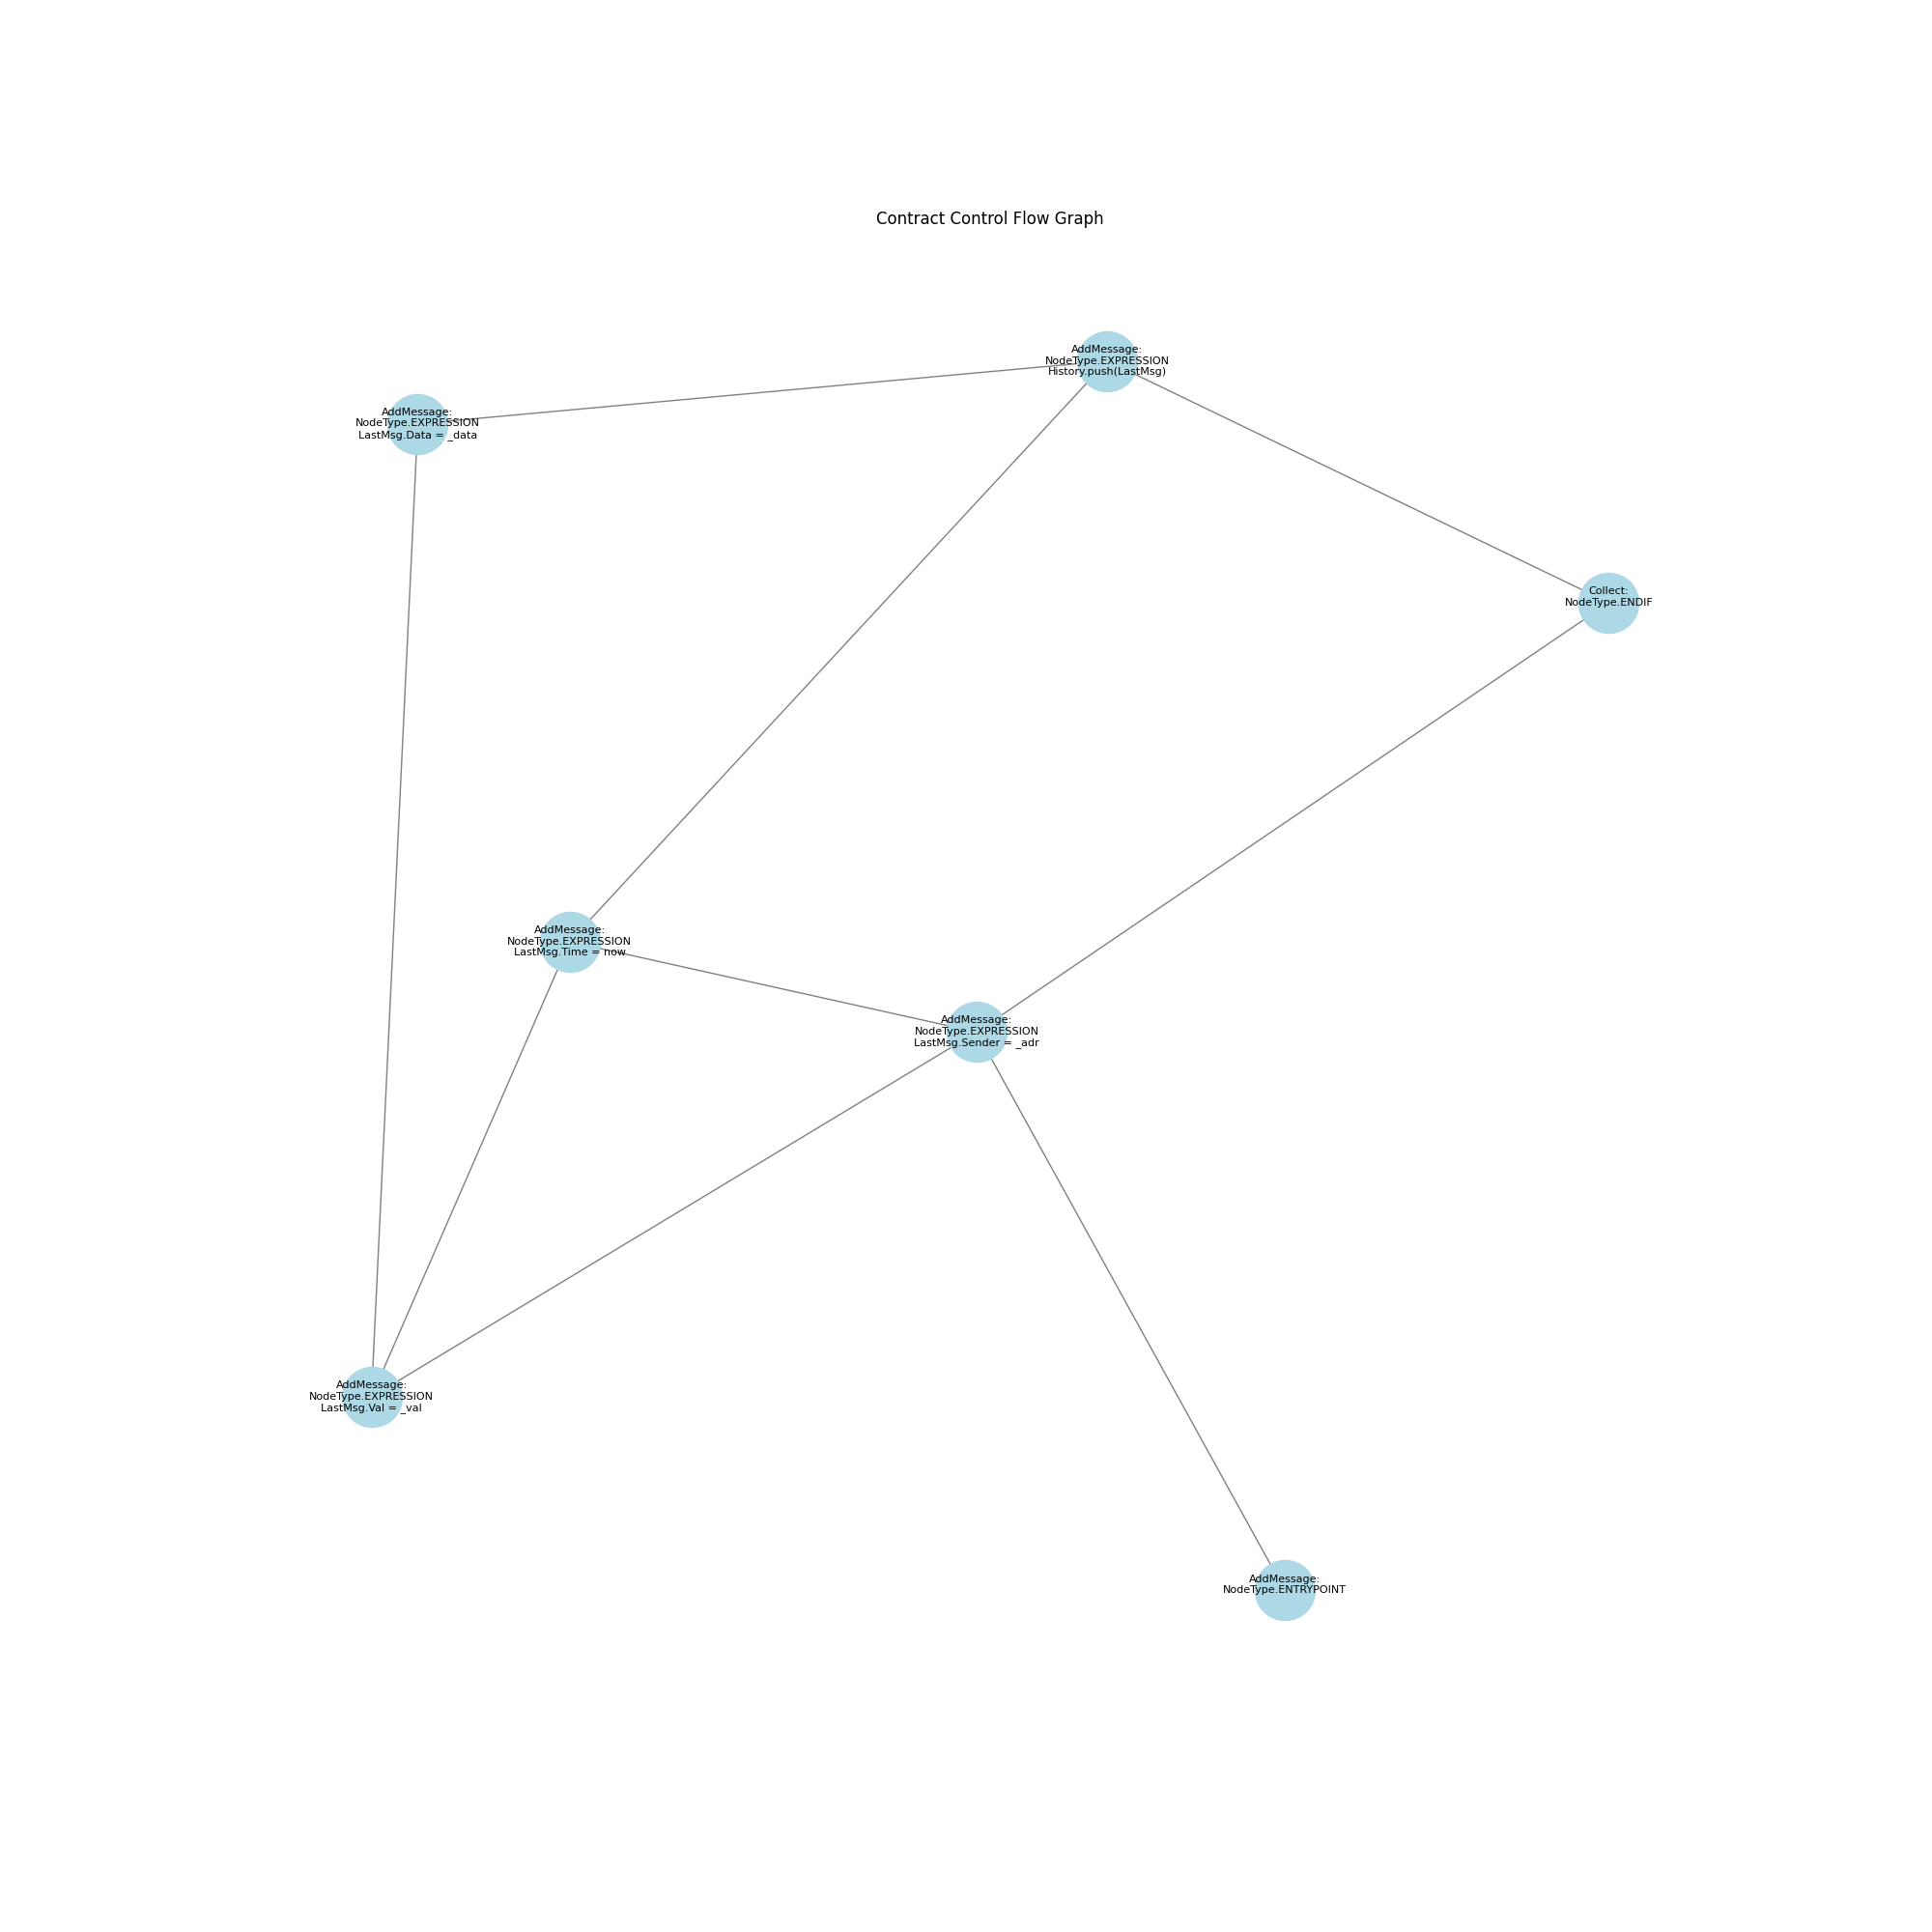 Contract Control Flow Graph
AddMessage:
NodeType.EXPRESSION
History.push(LastMsg)
AddMessage:
NodeType.EXPRESSION
LastMsg.Data = _data
Collect:
NodeType.ENDIF
AddMessage:
NodeType.EXPRESSION
LastMsg.Time = now
AddMessage:
NodeType.EXPRESSION
LastMsg.Sender = _adr
AddMessage:
NodeType.EXPRESSION
LastMsg.Val = _val
AddMessage:
NodeType.ENTRYPOINT